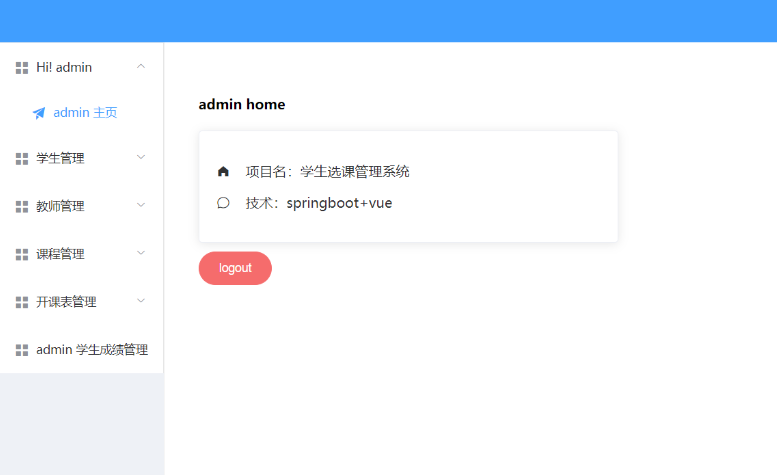 Hi! admin
admin 主页
学生管理
教师管理
课程管理
开课表管理
admin 学生成绩管理
admin home
项目名：学生选课管理系统
技术：springboot+vue
logout